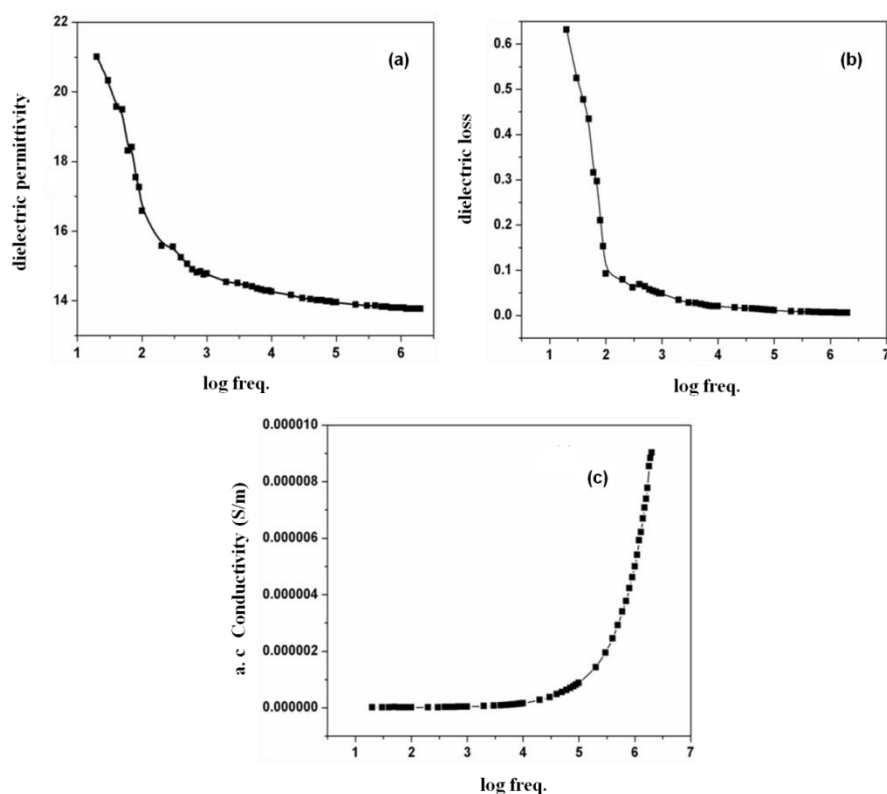 (a)
dielectric permittivity
22
20
18
16
14
1 2 3 4 5 6
log freq.
(b)
dielectric loss
0.6
0.5
0.4
0.3
0.2
0.1
0.0
1 2 3 4 5 6 7
log freq.
(c)
a. c Conductivity (S/m)
0.000010
0.000008
0.000006
0.000004
0.000002
0.000000
1 2 3 4 5 6 7
log freq.